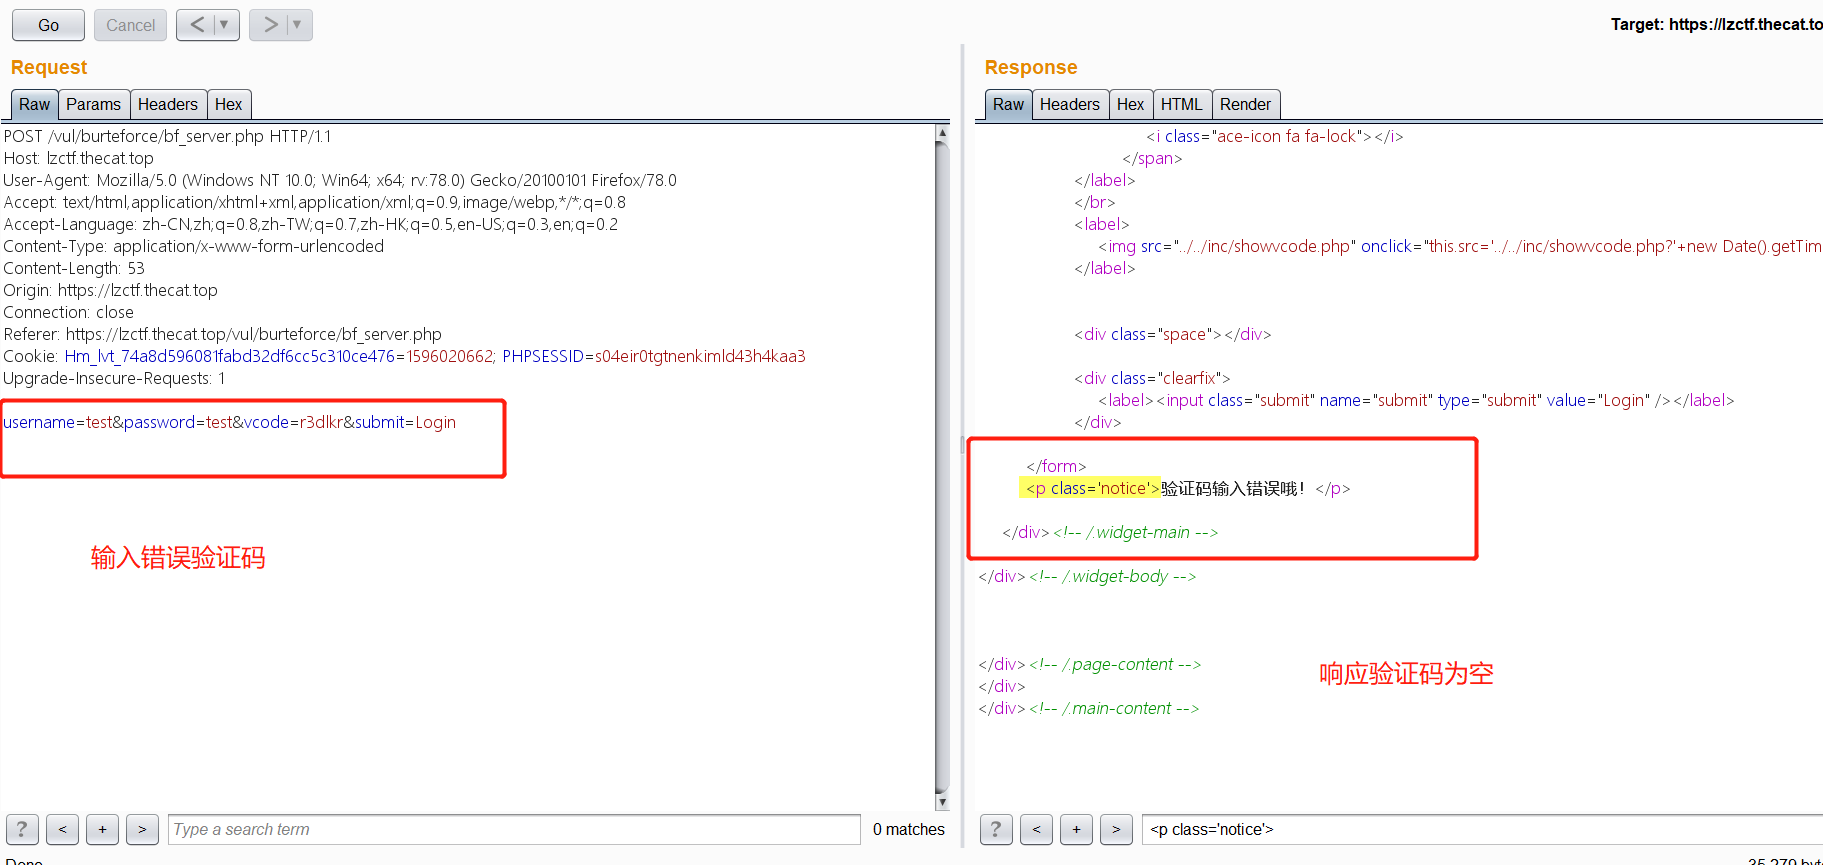 Go
Cancel
<
>
Target: https://lzctf.thecat.to
Request
Raw
Params
Headers
Hex
POST /vul/burteforce/bf_server.php HTTP/1.1
Host: lzctf.thecat.top
User-Agent: Mozilla/5.0 (Windows NT 10.0; Win64; x64; rv:78.0) Gecko/20100101 Firefox/78.0
Accept: text/html,application/xhtml+xml,application/xml;q=0.9,image/webp,*/*;q=0.8
Accept-Language: zh-CN,zh;q=0.8,zh-TW;q=0.7,zh-HK;q=0.5,en-US;q=0.3,en;q=0.2
Content-Type: application/x-www-form-urlencoded
Content-Length: 53
Origin: https://lzctf.thecat.top
Connection: close
Referer: https://lzctf.thecat.top/vul/burteforce/bf_server.php
Cookie: Hm_lvt_74a8d596081fabd32df6cc5c310ce476=1596020662; PHPSESSID=s04eir0tgtnenkimld43h4kaa3
Upgrade-Insecure-Requests: 1
username=test&password=test&vcode=r3dlkr&submit=Login
输入错误验证码
?
<
+
>
Type a search term
0 matches
Response
Raw
Headers
Hex
HTML
Render
<i class="ace-icon fa fa-lock"></i>
</span>
</label>
</br>
<label>
<img src="../../inc/showvcode.php" onclick="this.src='../../inc/showvcode.php?'+new Date().getTim
</label>
<div class="space"></div>
<div class="clearfix">
<label><input class="submit" name="submit" type="submit" value="Login" /></label>
</div>
</form>
<p class='notice'>验证码输入错误哦！</p>
</div><!-- /.widget-main -->
</div><!-- /.widget-body -->
</div><!-- /.page-content -->
</div>
</div><!-- /.main-content -->
响应验证码为空
?
<
+
>
<p class='notice'>
Done
35,279 byt